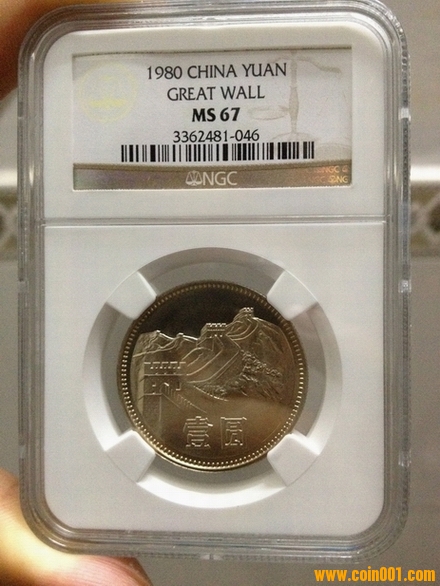 1980 CHINA YUAN
GREAT WALL
MS 67
3362481-046
NGC
壹圆
www.coin001.com